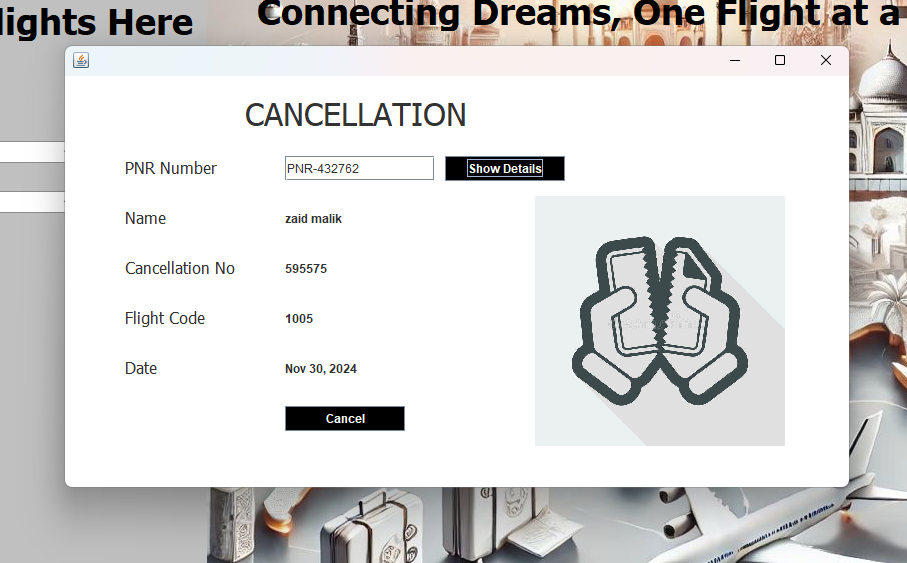 lights Here
Connecting Dreams, One Flight at a
CANCELLATION
PNR Number PNR-432762 Show Details
Name zaid malik
Cancellation No 595575
Flight Code 1005
Date Nov 30, 2024
Cancel